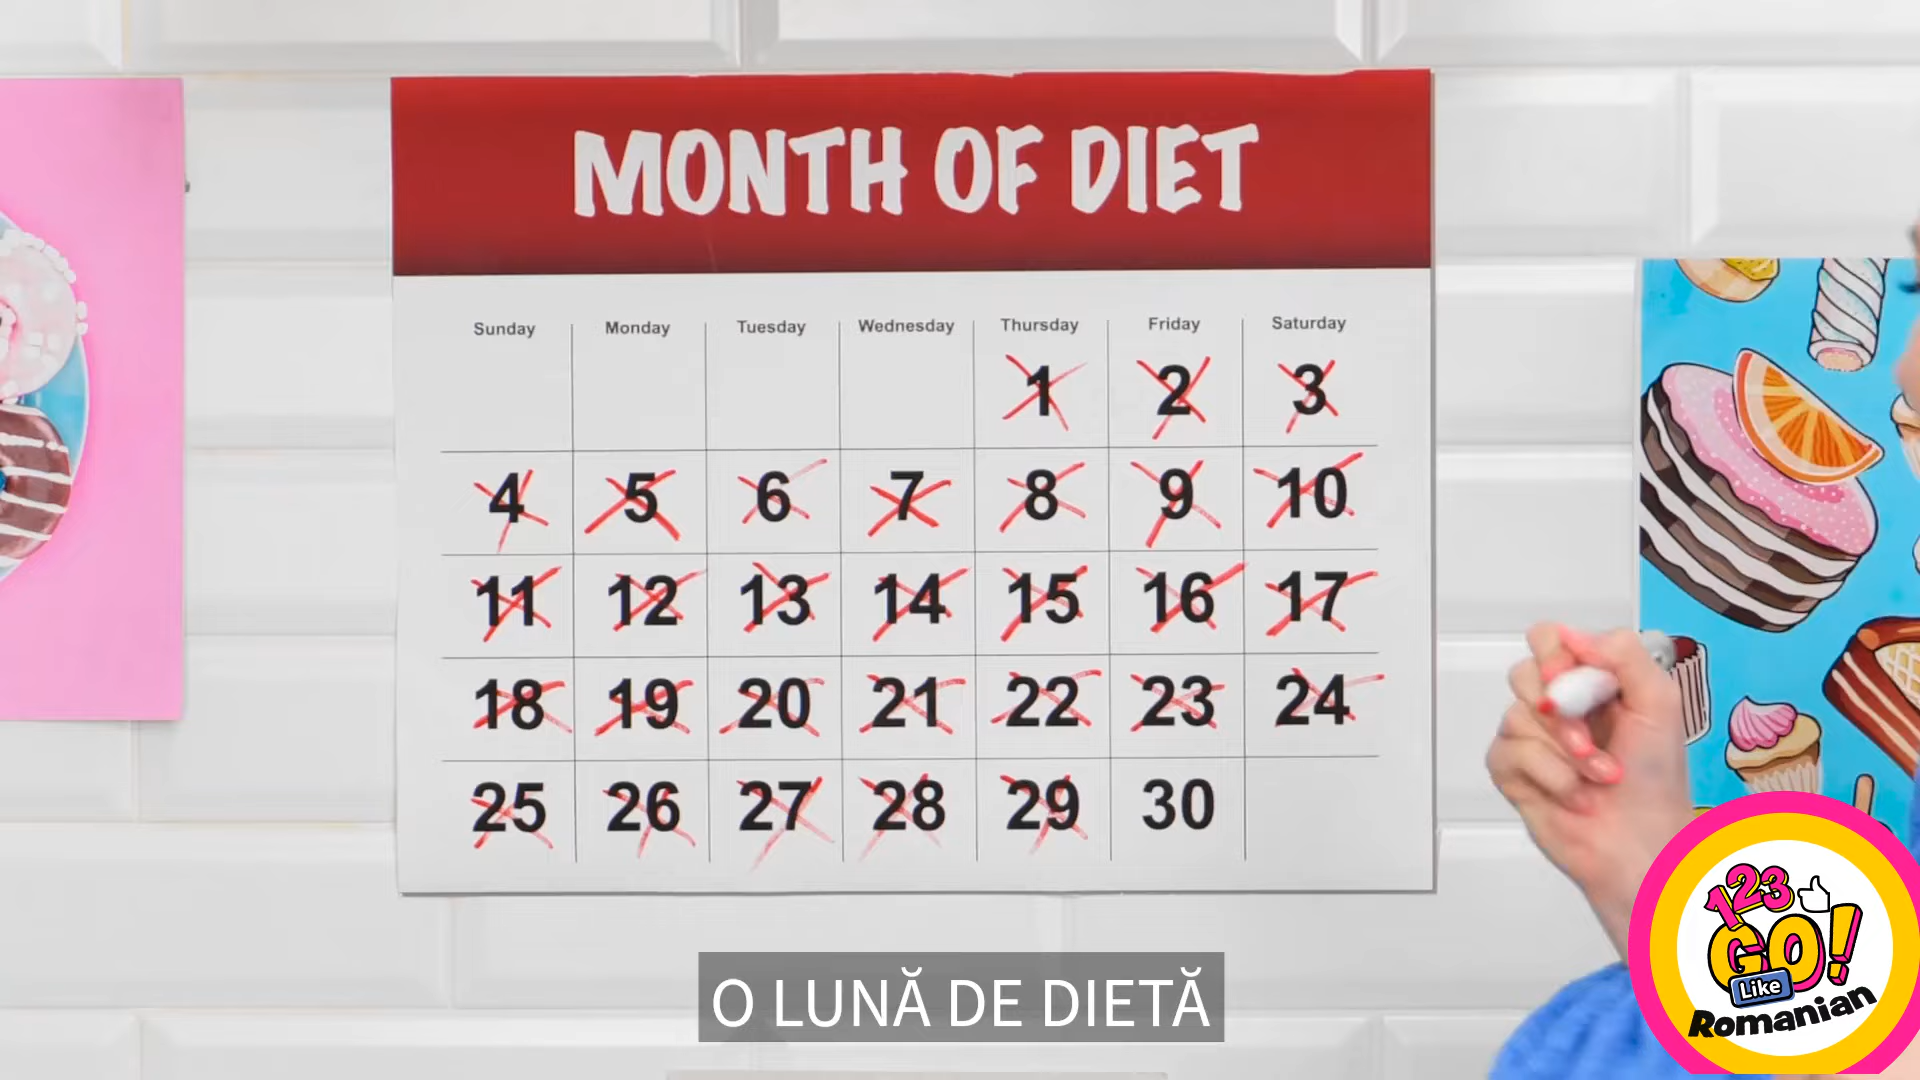 MONTH OF DIET
Sunday Monday Tuesday Wednesday Thursday Friday Saturday
1 2 3
4 5 6 7 8 9 10
11 12 13 14 15 16 17
18 19 20 21 22 23 24
25 26 27 28 29 30
123
GO!
Like
Romanian
O LUNĂ DE DIETĂ